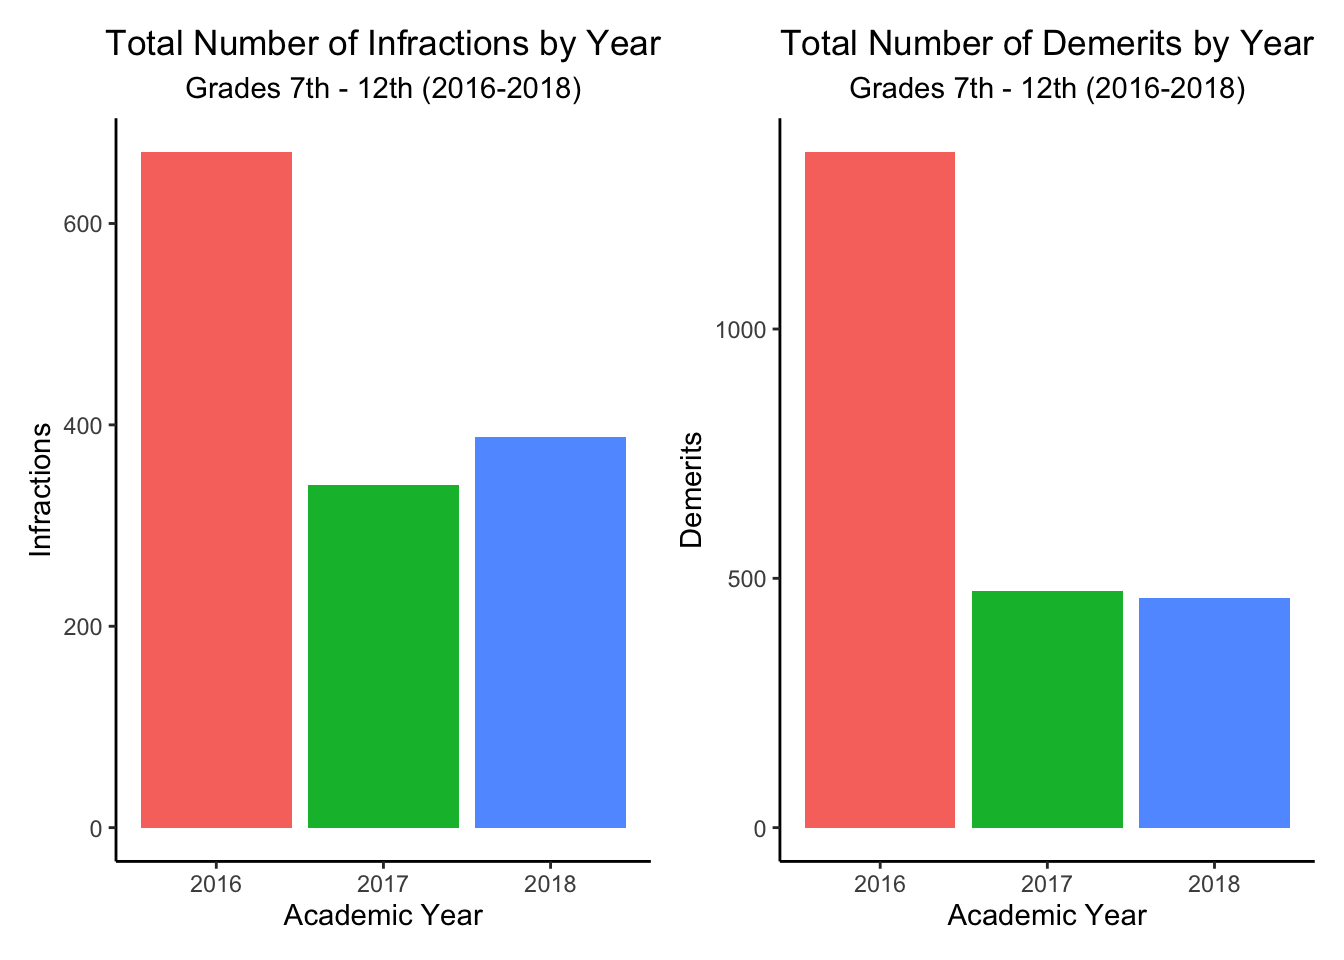 Total Number of Infractions by Year
Grades 7th - 12th (2016-2018)
Infractions
600
400
200
0
2016 2017 2018
Academic Year
Total Number of Demerits by Year
Grades 7th - 12th (2016-2018)
Demerits
1000
500
0
2016 2017 2018
Academic Year